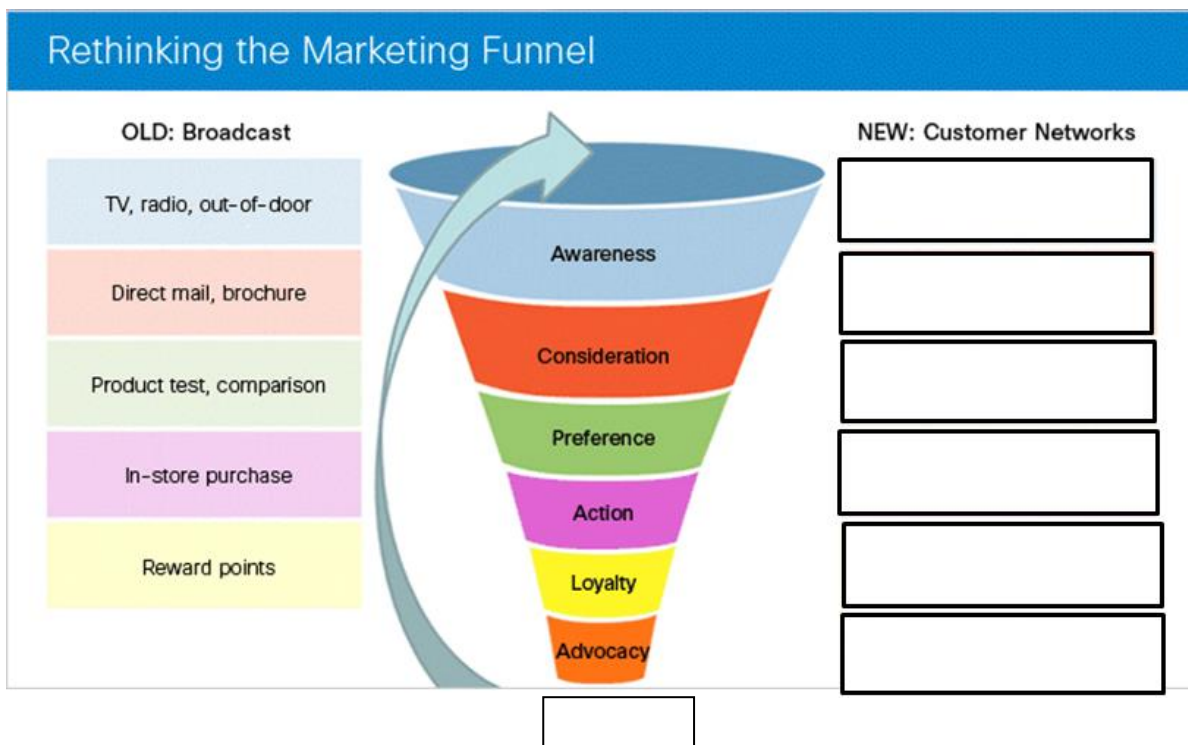 Rethinking the Marketing Funnel
OLD: Broadcast
TV, radio, out-of-door
Direct mail, brochure
Product test, comparison
In-store purchase
Reward points
Awareness
Consideration
Preference
Action
Loyalty
Advocacy
NEW: Customer Networks